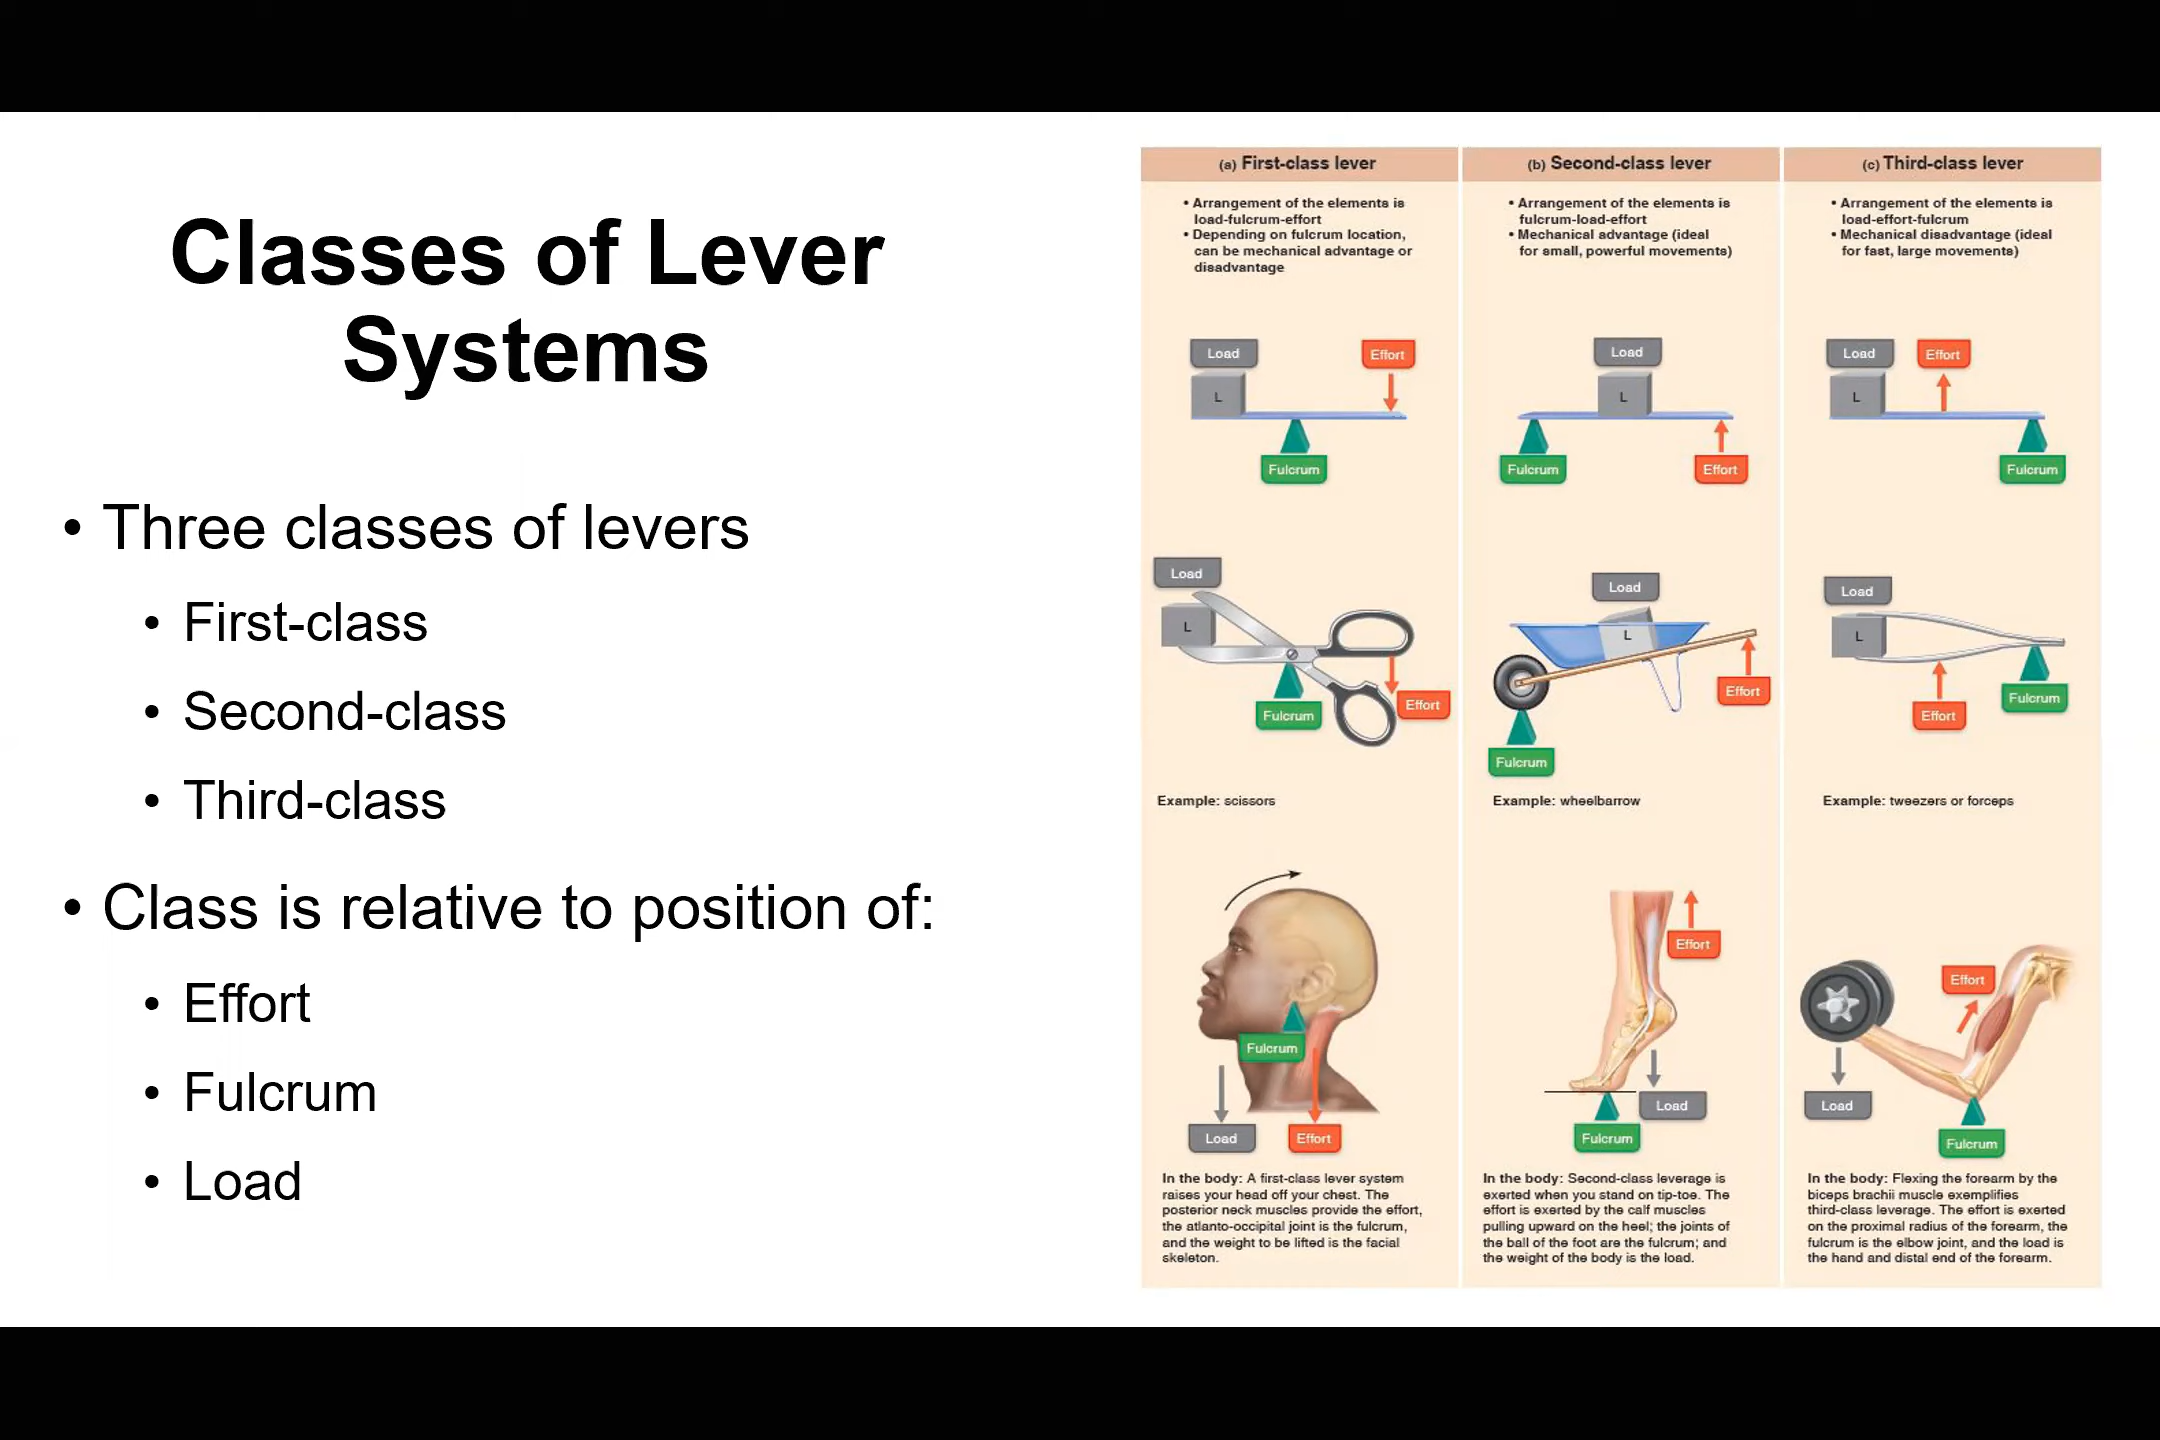 Classes of Lever
Systems
• Three classes of levers
• First-class
• Second-class
• Third-class
• Class is relative to position of:
• Effort
• Fulcrum
• Load
(a) First-class lever
• Arrangement of the elements is
load-fulcrum-effort
• Depending on fulcrum location,
can be mechanical advantage or
disadvantage
Load
Effort
L
Fulcrum
Load
L
Fulcrum
Effort
Example: scissors
Fulcrum
Load
Effort
In the body: A first-class lever system
raises your head off your chest. The
posterior neck muscles provide the effort,
the atlanto-occipital joint is the fulcrum,
and the weight to be lifted is the facial
skeleton.
(b) Second-class lever
• Arrangement of the elements is
fulcrum-load-effort
• Mechanical advantage (ideal
for small, powerful movements)
Load
L
Fulcrum
Effort
Load
L
Effort
Fulcrum
Example: wheelbarrow
Effort
Load
Fulcrum
In the body: Second-class leverage is
exerted when you stand on tip-toe. The
effort is exerted by the calf muscles
pulling upward on the heel; the joints of
the ball of the foot are the fulcrum; and
the weight of the body is the load.
(c) Third-class lever
• Arrangement of the elements is
load-effort-fulcrum
• Mechanical disadvantage (ideal
for fast, large movements)
Load
Effort
L
Fulcrum
Load
L
Fulcrum
Effort
Example: tweezers or forceps
Effort
Load
Fulcrum
In the body: Flexing the forearm by the
biceps brachii muscle exemplifies
third-class leverage. The effort is exerted
on the proximal radius of the forearm, the
fulcrum is the elbow joint, and the load is
the hand and distal end of the forearm.